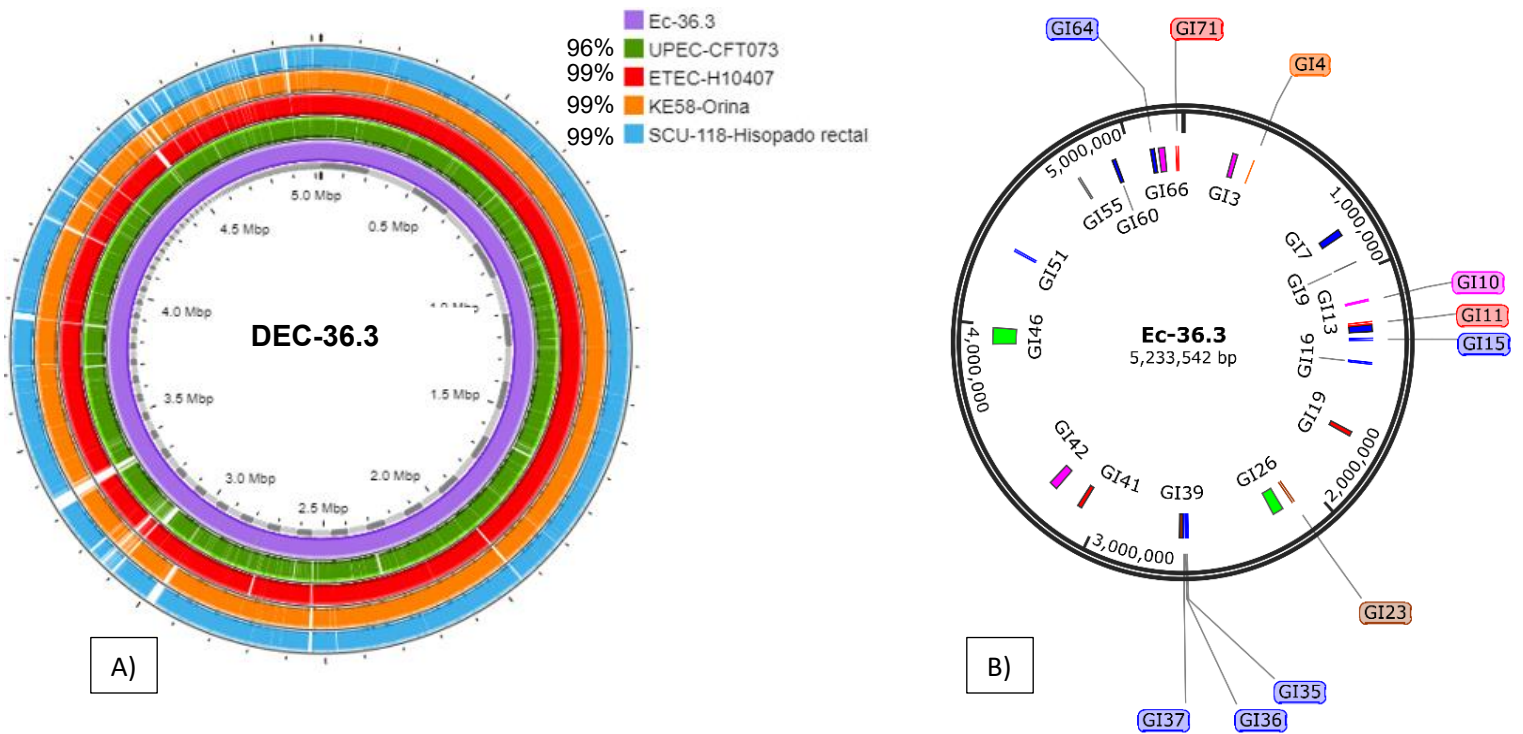 Ec-36.3
96% UPEC-CFT073
99% ETEC-H10407
99% KE58-Orina
99% SCU-118-Hisopado rectal
5.0 Mbp
0.5 Mbp
1.5 Mbp
2.0 Mbp
2.5 Mbp
3.0 Mbp
3.5 Mbp
4.0 Mbp
4.5 Mbp
DEC-36.3
A)
GI64
GI71
GI4
5,000,000
GI66
GI3
GI55
GI60
1,000,000
GI7
GI51
GI9
GI10
GI13
GI11
GI15
GI46
Ec-36.3
5,233,542 bp
GI16
4,000,000
GI19
GI42
GI41
GI39
GI26
2,000,000
3,000,000
GI23
GI35
GI37
GI36
B)